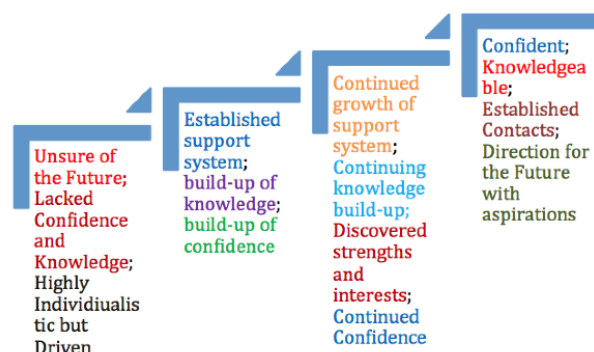 Unsure of
the Future;
Lacked
Confidence
and
Knowledge;
Highly
Individiualis
tic but
Driven
Established
support
system;
build-up of
knowledge;
build-up of
confidence
Continued
growth of
support
system;
Continuing
knowledge
build-up;
Discovered
strengths
and
interests;
Continued
Confidence
Confident;
Knowledgea
ble;
Established
Contacts;
Direction for
the Future
with
aspirations